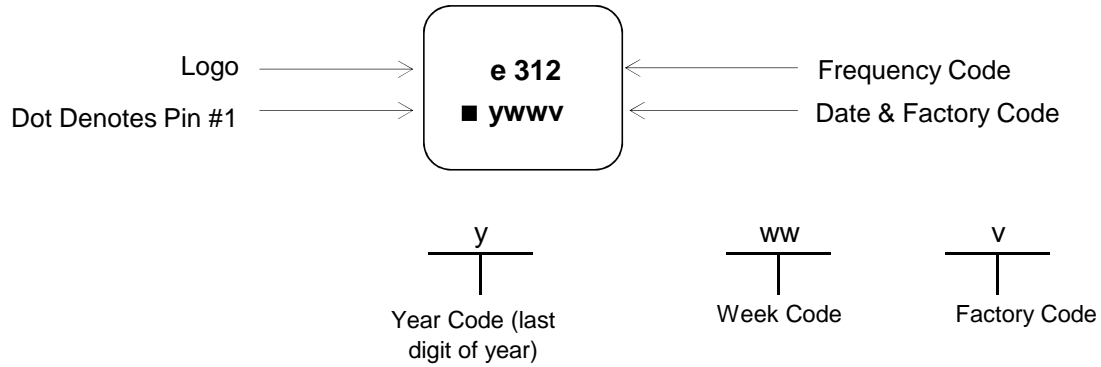 Logo
e 312
Frequency Code
Dot Denotes Pin #1
■ ywwv
Date & Factory Code
y
ww
v
Year Code (last
digit of year)
Week Code
Factory Code